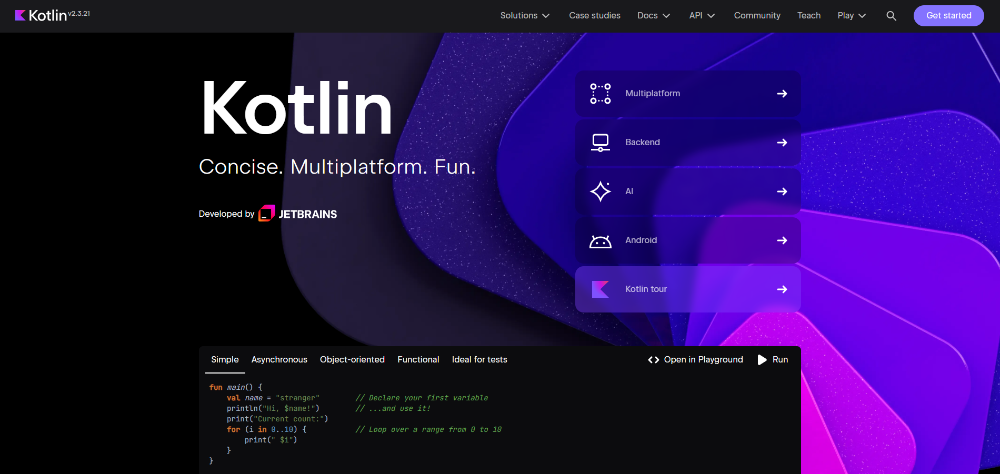 Kotlin v2.3.21
Solutions Case studies Docs API Community Teach Play Get started
Kotlin
Concise. Multiplatform. Fun.
Developed by JETBRAINS
Multiplatform
Backend
AI
Android
Kotlin tour
Simple Asynchronous Object-oriented Functional Ideal for tests Open in Playground Run
fun main() {
    val name = "stranger"        // Declare your first variable
    println("Hi, $name!")        // ...and use it!
    print("Current count:")
    for (i in 0..10) {           // Loop over a range from 0 to 10
        print(" $i")
    }
}